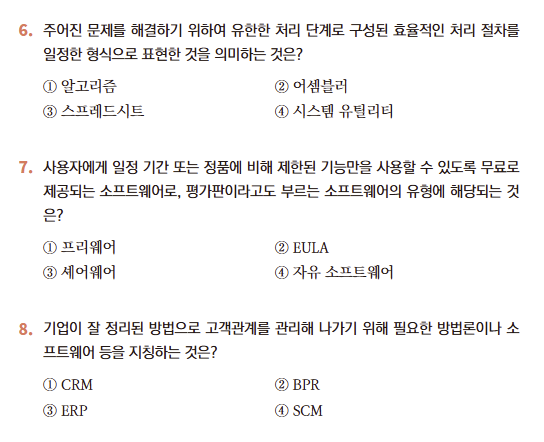 6. 주어진 문제를 해결하기 위하여 유한한 처리 단계로 구성된 효율적인 처리 절차를
일정한 형식으로 표현한 것을 의미하는 것은?
① 알고리즘 ② 어셈블러
③ 스프레드시트 ④ 시스템 유틸리티
7. 사용자에게 일정 기간 또는 정품에 비해 제한된 기능만을 사용할 수 있도록 무료로
제공되는 소프트웨어로, 평가판이라고도 부르는 소프트웨어의 유형에 해당되는 것
은?
① 프리웨어 ② EULA
③ 셰어웨어 ④ 자유 소프트웨어
8. 기업이 잘 정리된 방법으로 고객관계를 관리해 나가기 위해 필요한 방법론이나 소
프트웨어 등을 지칭하는 것은?
① CRM ② BPR
③ ERP ④ SCM